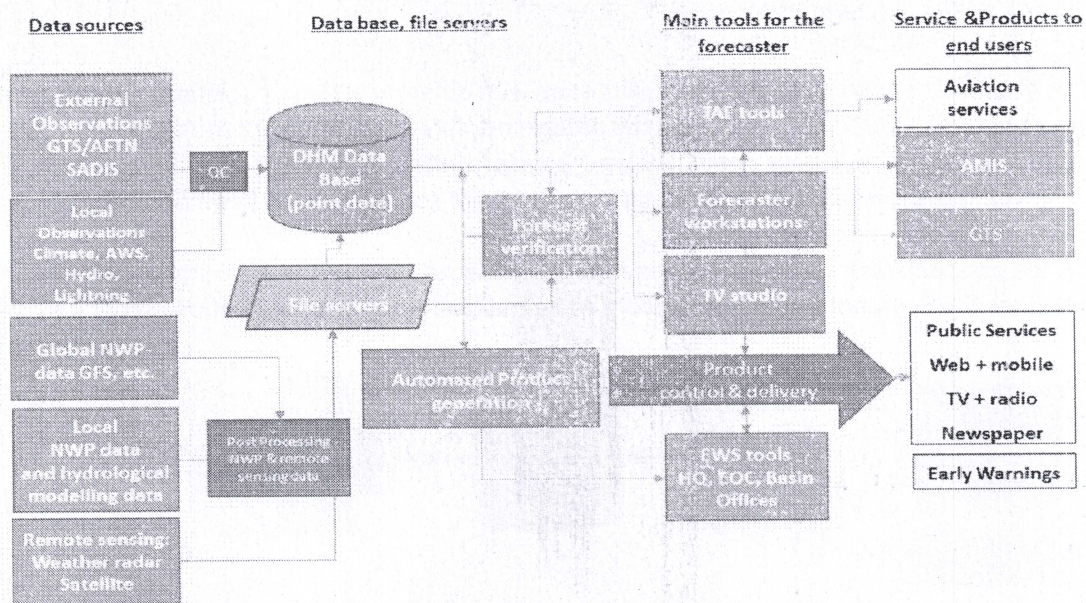 Data sources
Data base, file servers
Main tools for the
forecaster
Service &Products to
end users
External
Observations
GTS/AFTN
SADIS
QC
DHM Data
Base
(point data)
TAF tools
Aviation
services
AMIS
Local
Observations
Climate, AWS,
Hydro,
Lightning
Forecast
verification
Forecaster
workstations
GTS
File servers
TV studio
Global NWP
data GFS, etc.
Automated Product
generation
Product
control & delivery
Public Services
Web + mobile
TV + radio
Newspaper
Local
NWP data
and hydrological
modelling data
Post Processing
NWP & remote
sensing data
EWS tools
HQ, EOC, Basin
Offices
Early Warnings
Remote sensing:
Weather radar
Satellite